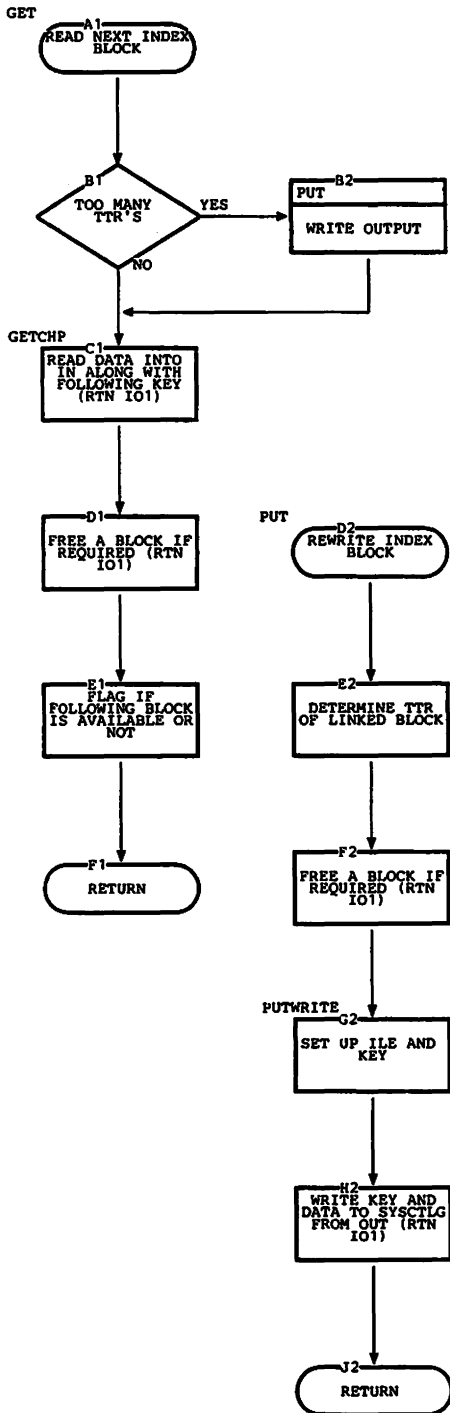 GET
A1
READ NEXT INDEX
BLOCK
B1
TOO MANY
TTR'S
YES
NO
B2
PUT
WRITE OUTPUT
GETCHP
C1
READ DATA INTO
IN ALONG WITH
FOLLOWING KEY
(RTN IO1)
D1
FREE A BLOCK IF
REQUIRED (RTN
IO1)
E1
FLAG IF
FOLLOWING BLOCK
IS AVAILABLE OR
NOT
F1
RETURN
PUT
D2
REWRITE INDEX
BLOCK
E2
DETERMINE TTR
OF LINKED BLOCK
F2
FREE A BLOCK IF
REQUIRED (RTN
IO1)
PUTWRITE
G2
SET UP ILE AND
KEY
H2
WRITE KEY AND
DATA TO SYSCTLG
FROM OUT (RTN
IO1)
J2
RETURN